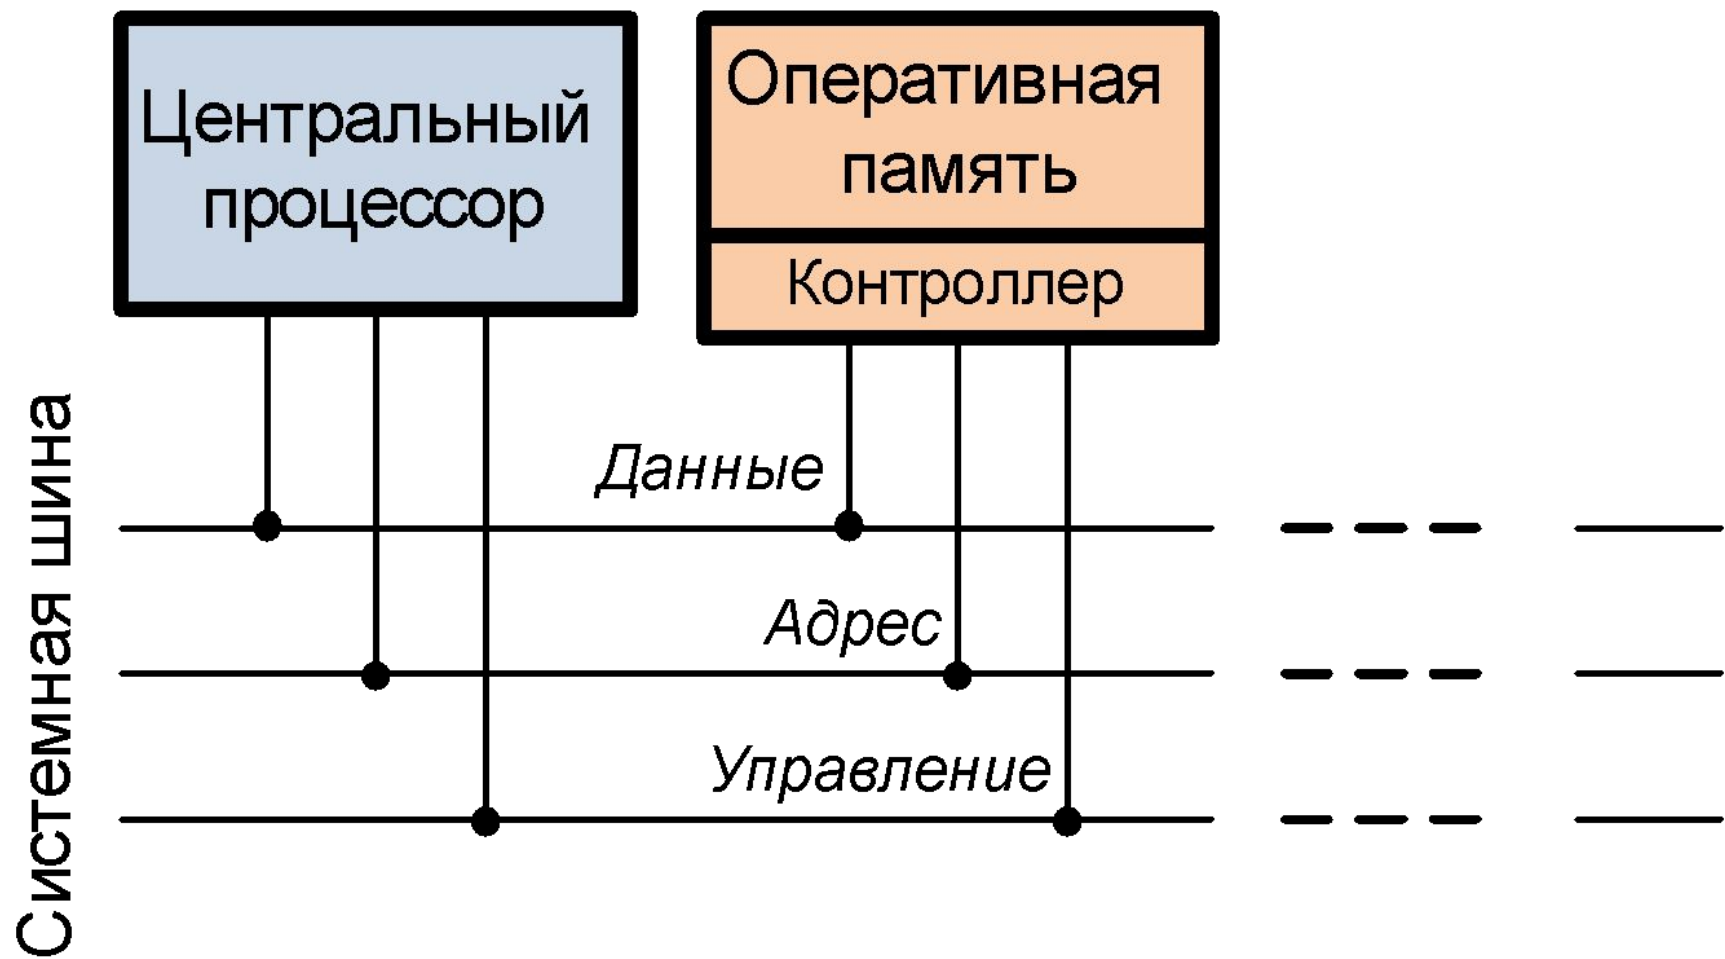 Центральный
процессор
Оперативная
память
Контроллер
Системная шина
Данные
Адрес
Управление